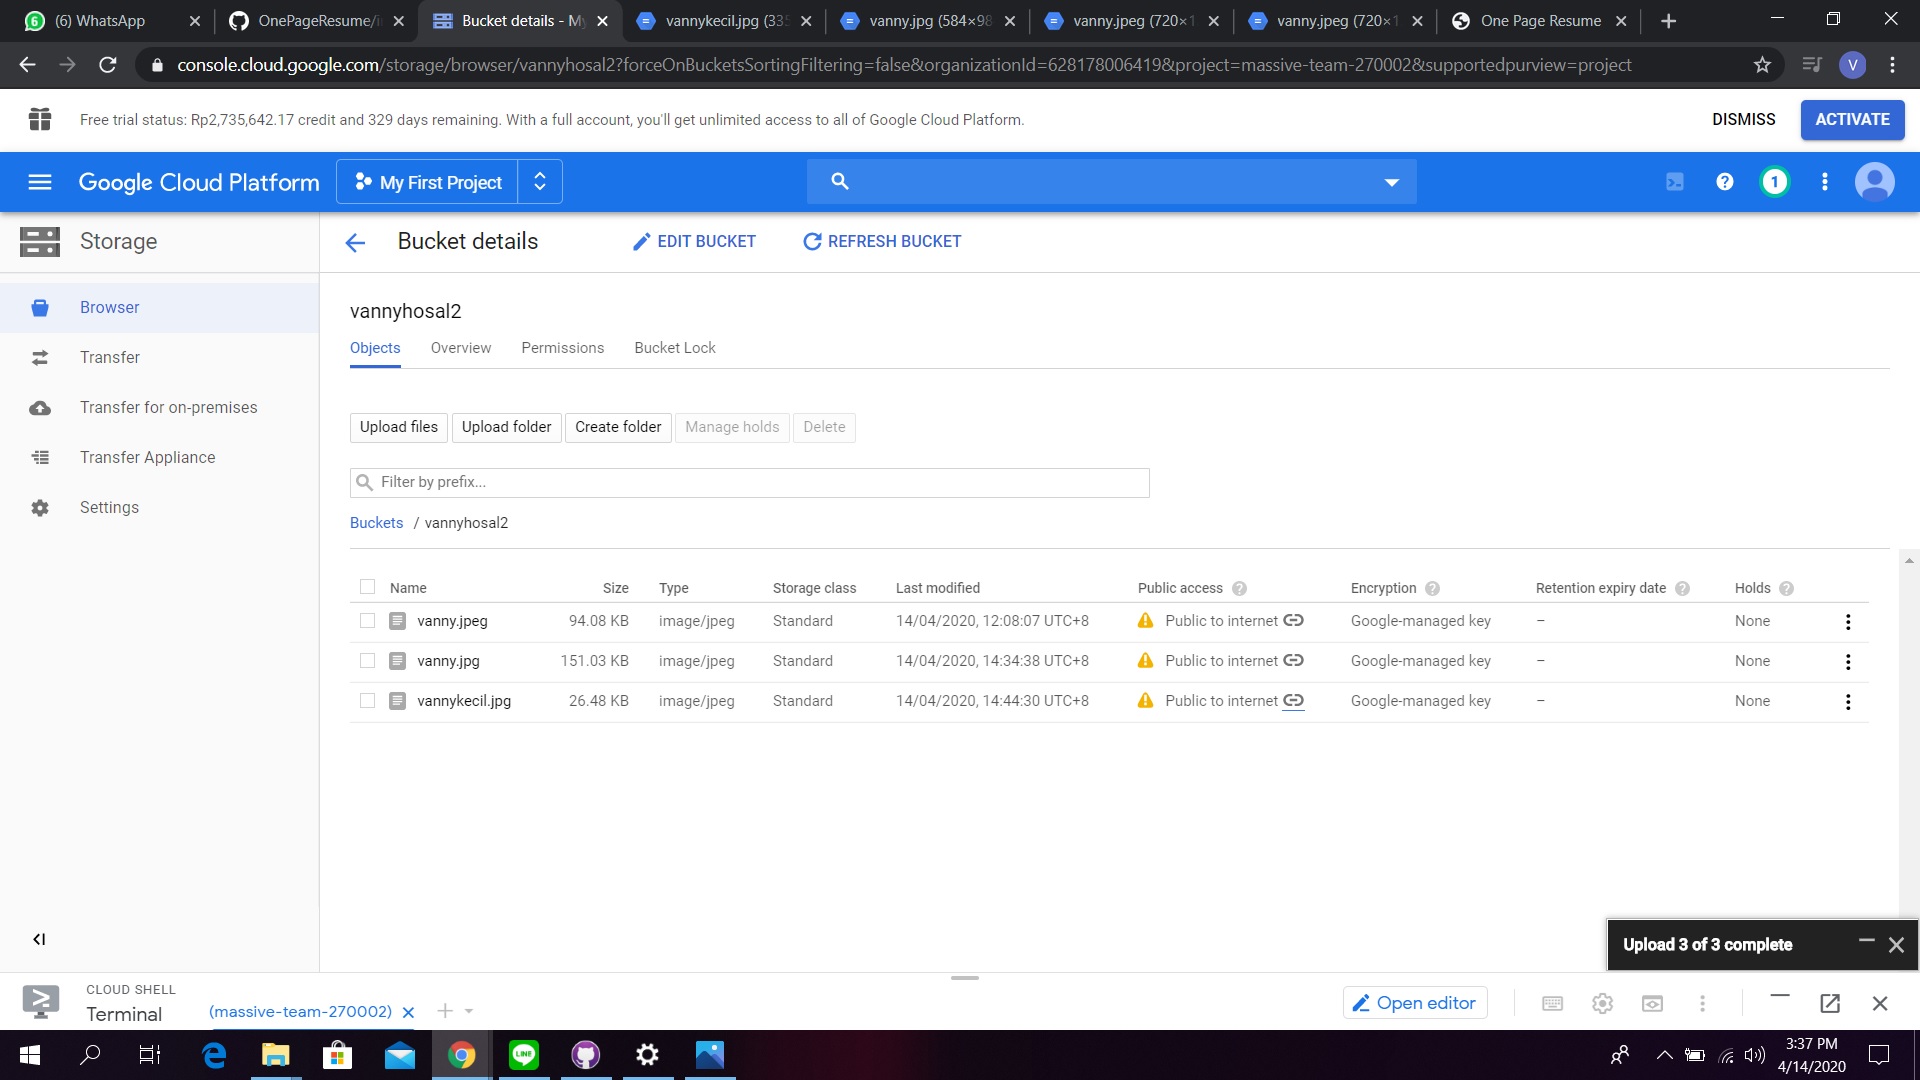 (6) WhatsApp
OnePageResume/i
Bucket details - My
vannykecil.jpg (335
vanny.jpg (584×98
vanny.jpeg (720×1
vanny.jpeg (720×1
One Page Resume
console.cloud.google.com/storage/browser/vannyhosal2?forceOnBucketsSortingFiltering=false&organizationId=628178006419&project=massive-team-270002&supportedpurview=project
V
Free trial status: Rp2,735,642.17 credit and 329 days remaining. With a full account, you'll get unlimited access to all of Google Cloud Platform.
DISMISS
ACTIVATE
Google Cloud Platform
My First Project
1
Storage
Bucket details
EDIT BUCKET
REFRESH BUCKET
Browser
Transfer
Transfer for on-premises
Transfer Appliance
Settings
vannyhosal2
Objects Overview Permissions Bucket Lock
Upload files Upload folder Create folder Manage holds Delete
Filter by prefix...
Buckets / vannyhosal2
Name Size Type Storage class Last modified Public access Encryption Retention expiry date Holds
vanny.jpeg 94.08 KB image/jpeg Standard 14/04/2020, 12:08:07 UTC+8 Public to internet Google-managed key – None
vanny.jpg 151.03 KB image/jpeg Standard 14/04/2020, 14:34:38 UTC+8 Public to internet Google-managed key – None
vannykecil.jpg 26.48 KB image/jpeg Standard 14/04/2020, 14:44:30 UTC+8 Public to internet Google-managed key – None
Upload 3 of 3 complete
CLOUD SHELL
Terminal
(massive-team-270002)
Open editor
LINE
3:37 PM
4/14/2020